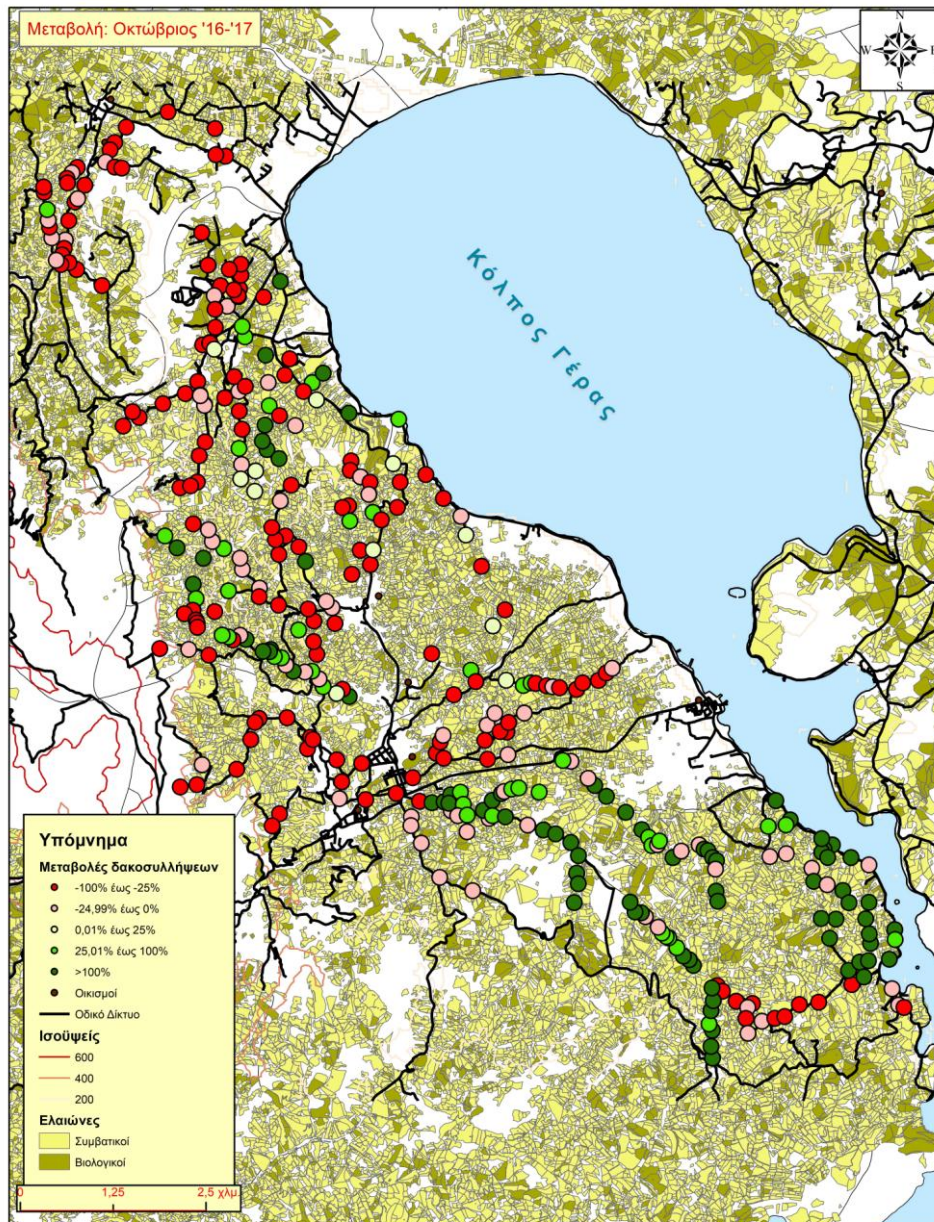 Μεταβολή: Οκτώβριος '16-'17
N
W
E
S
Κόλπος Γέρας
Υπόμνημα
Μεταβολές δακοσυλλήψεων
-100% έως -25%
-24,99% έως 0%
0,01% έως 25%
25,01% έως 100%
>100%
Οικισμοί
Οδικό Δίκτυο
Ισοϋψείς
600
400
200
Ελαιώνες
Συμβατικοί
Βιολογικοί
0 1,25 2,5 χλμ.